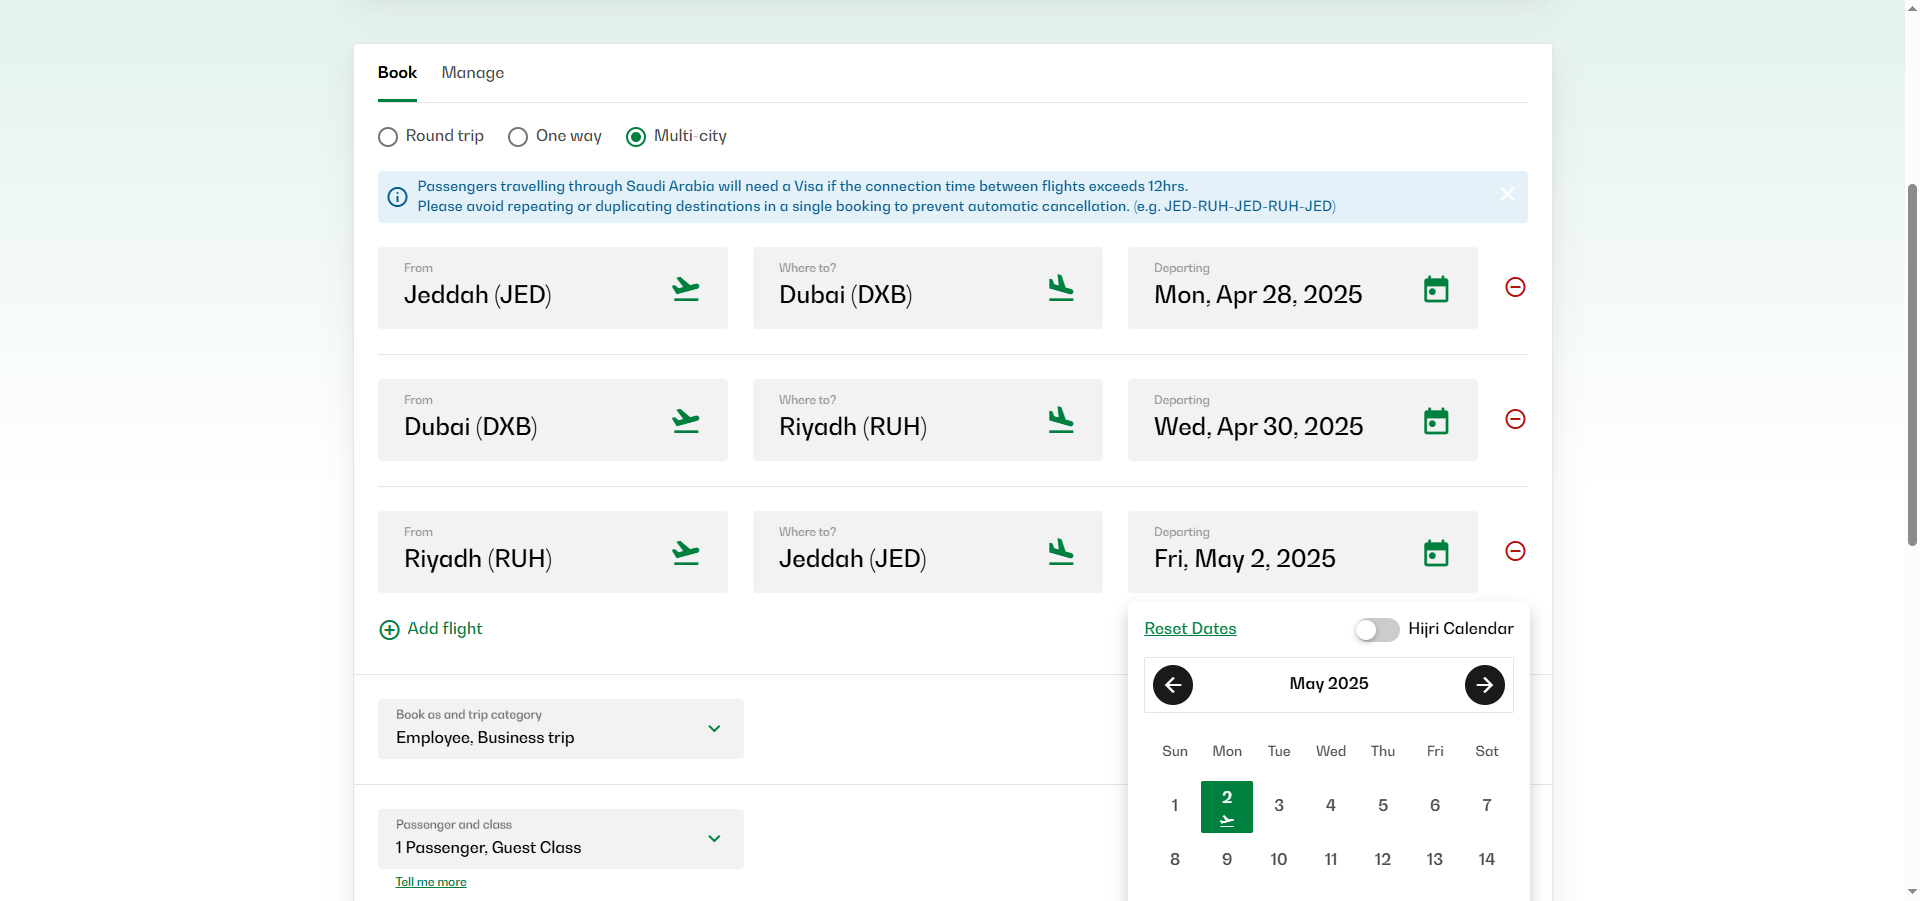 Book Manage
Round trip One way Multi-city
Passengers travelling through Saudi Arabia will need a Visa if the connection time between flights exceeds 12hrs.
Please avoid repeating or duplicating destinations in a single booking to prevent automatic cancellation. (e.g. JED-RUH-JED-RUH-JED)
From
Jeddah (JED)
Where to?
Dubai (DXB)
Departing
Mon, Apr 28, 2025
From
Dubai (DXB)
Where to?
Riyadh (RUH)
Departing
Wed, Apr 30, 2025
From
Riyadh (RUH)
Where to?
Jeddah (JED)
Departing
Fri, May 2, 2025
Add flight
Reset Dates Hijri Calendar
May 2025
Sun Mon Tue Wed Thu Fri Sat
1 2 3 4 5 6 7
8 9 10 11 12 13 14
Book as and trip category
Employee, Business trip
Passenger and class
1 Passenger, Guest Class
Tell me more